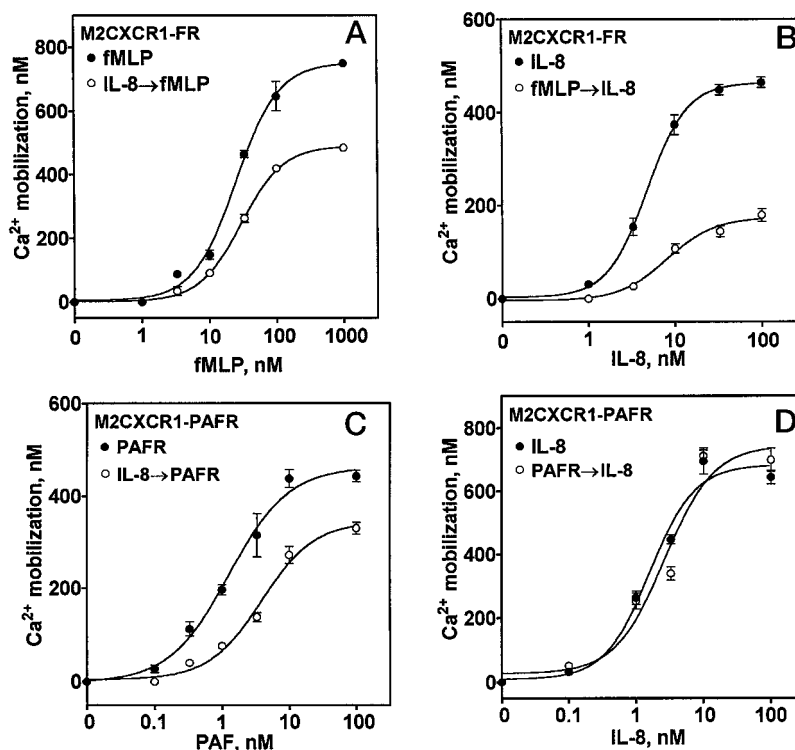 A
M2CXCR1-FR
● fMLP
○ IL-8→fMLP
Ca2+ mobilization, nM
800
600
400
200
0
0 1 10 100 1000
fMLP, nM
B
M2CXCR1-FR
● IL-8
○ fMLP→IL-8
Ca2+ mobilization, nM
600
400
200
0
0 1 10 100
IL-8, nM
C
M2CXCR1-PAFR
● PAFR
○ IL-8→PAFR
Ca2+ mobilization, nM
600
400
200
0
0 0.1 1 10 100
PAF, nM
D
M2CXCR1-PAFR
● IL-8
○ PAFR→IL-8
Ca2+ mobilization, nM
800
600
400
200
0
0 0.1 1 10 100
IL-8, nM